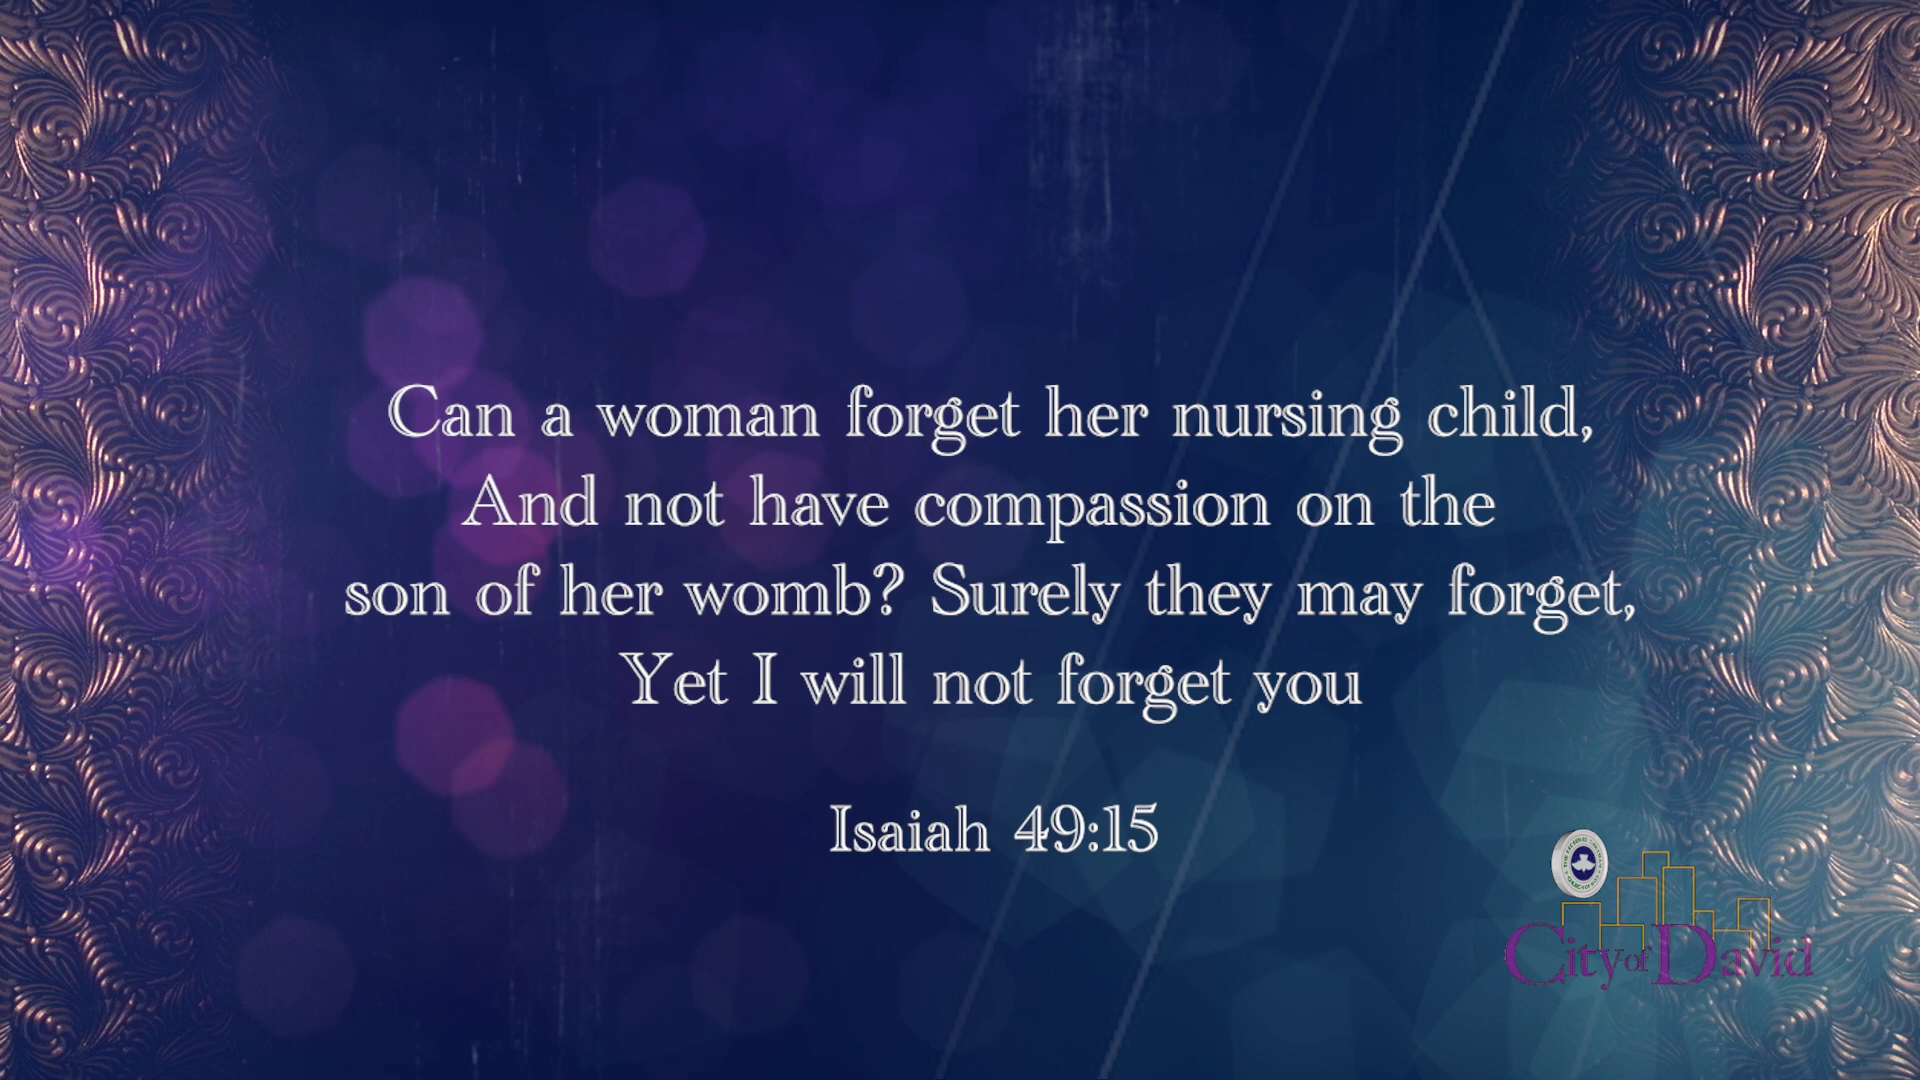 Can a woman forget her nursing child,
And not have compassion on the
son of her womb? Surely they may forget,
Yet I will not forget you
Isaiah 49:15
City of David